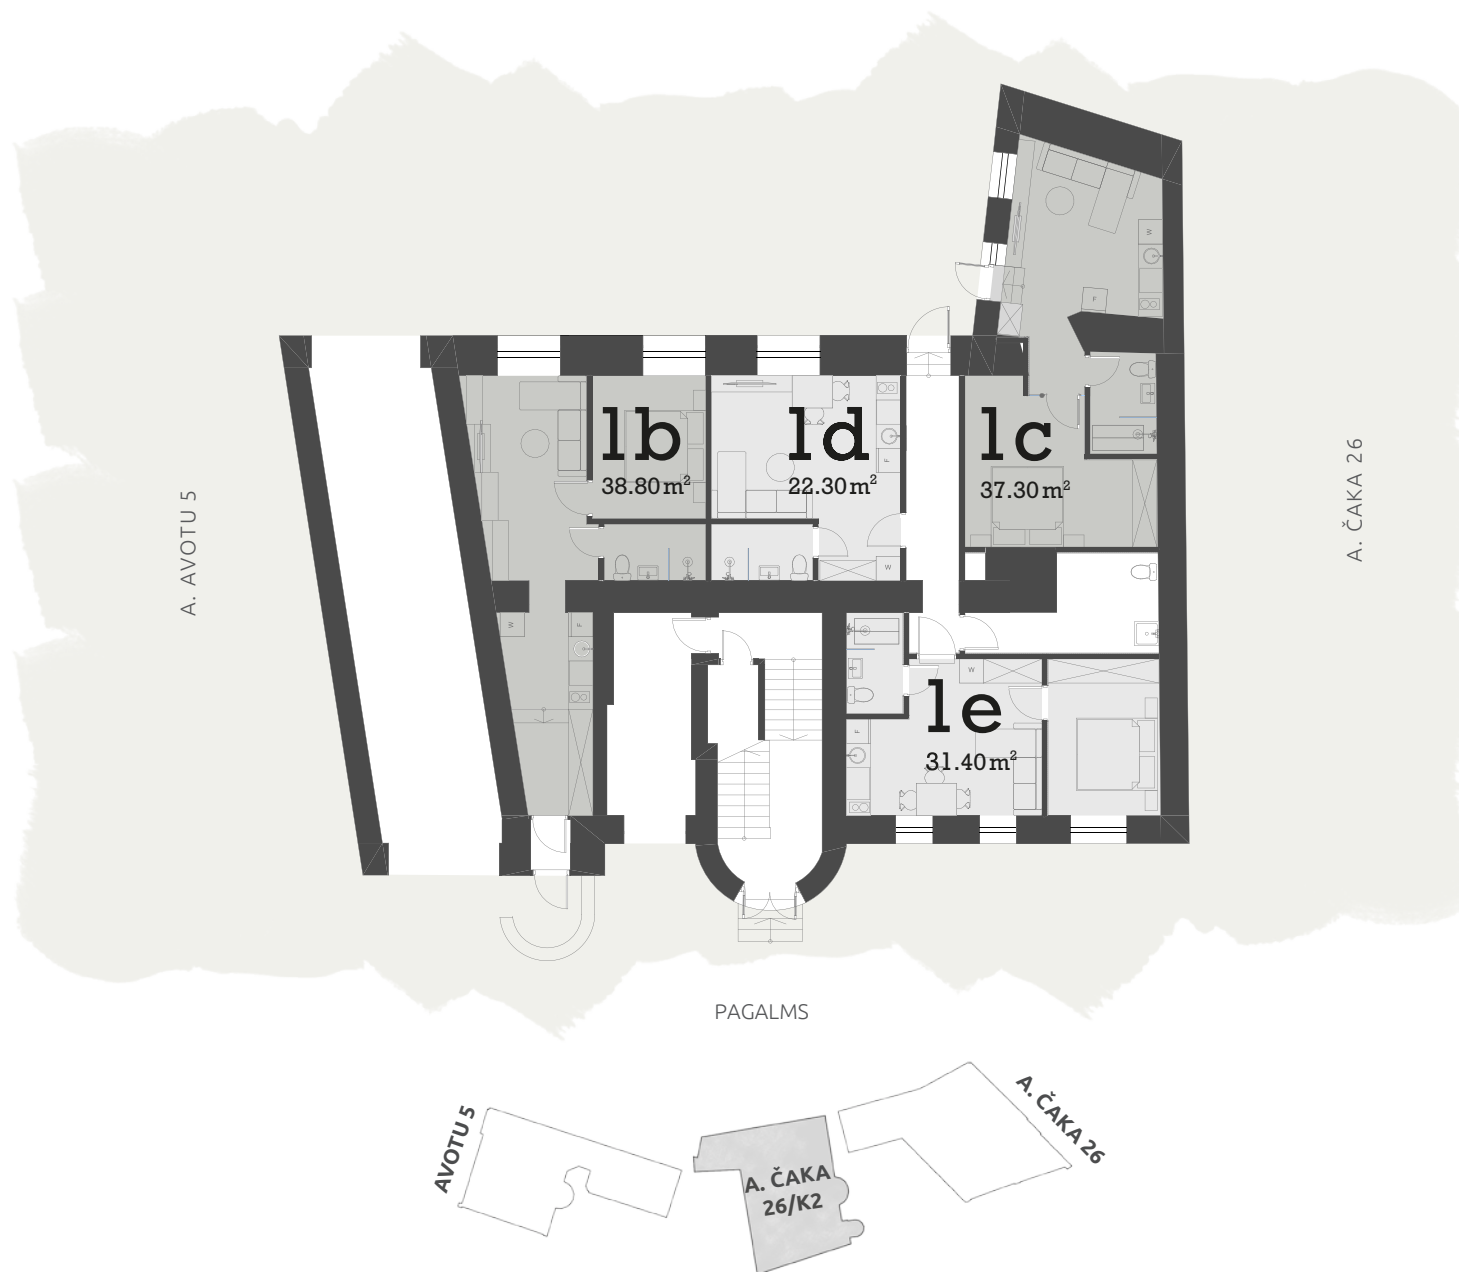 1b
38.80 m²
1d
22.30 m²
1c
37.30 m²
1e
31.40 m²
W
F
F
W
W
F
W
F
A. AVOTU 5
A. ČAKA 26
PAGALMS
AVOTU 5
A. ČAKA
26/K2
A. ČAKA 26